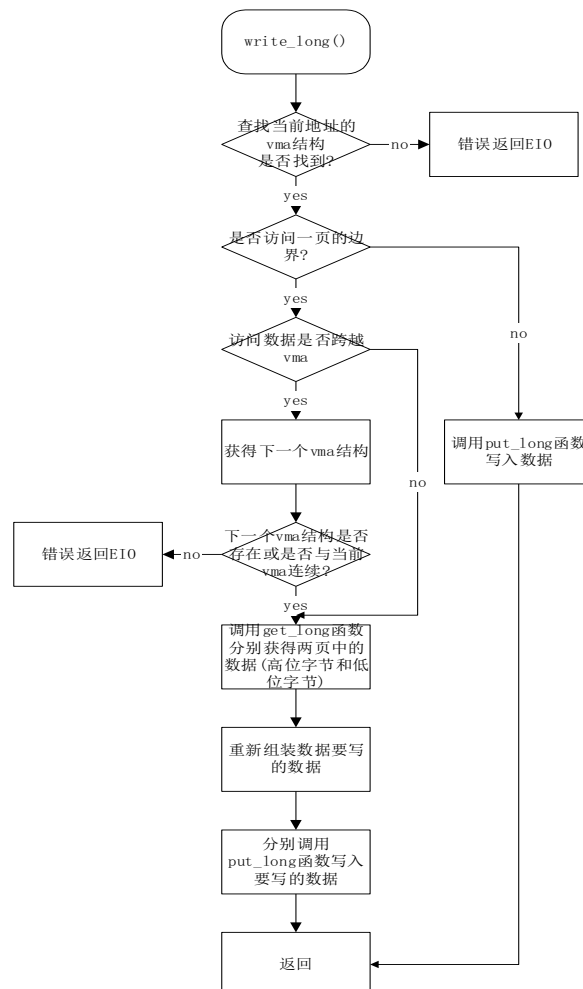 write_long()
查找当前地址的
vma结构
是否找到?
no
错误返回EIO
yes
是否访问一页的边
界?
yes
no
访问数据是否跨越
vma
yes
no
获得下一个vma结构
调用put_long函数
写入数据
下一个vma结构是否
存在或是否与当前
vma连续?
no
错误返回EIO
yes
调用get_long函数
分别获得两页中的
数据(高位字节和低
位字节)
重新组装数据要写
的数据
分别调用
put_long函数写入
要写的数据
返回